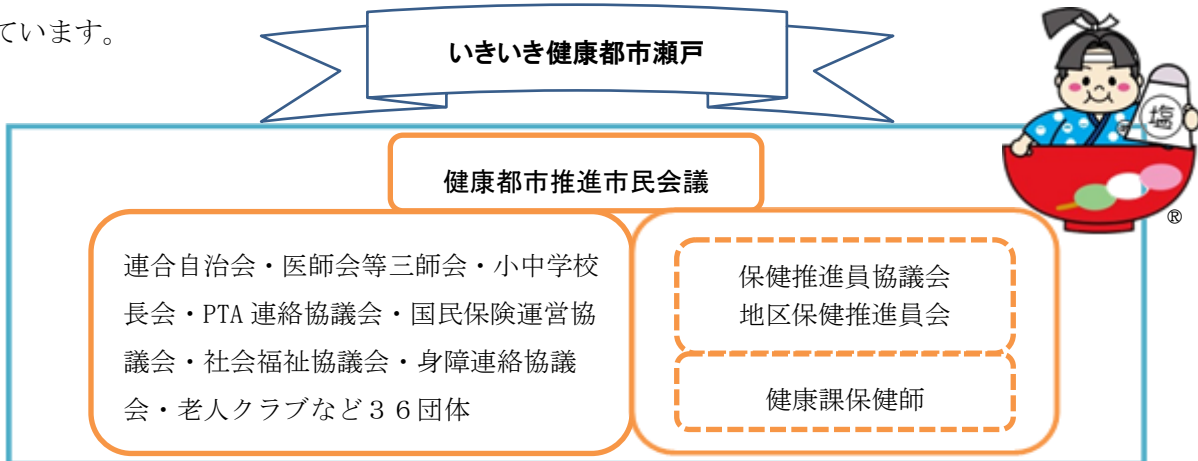 ています。
いきいき健康都市瀬戸
塩
健康都市推進市民会議
®
連合自治会・医師会等三師会・小中学校
長会・PTA 連絡協議会・国民保険運営協
議会・社会福祉協議会・身障連絡協議
会・老人クラブなど３６団体
保健推進員協議会
地区保健推進員会
健康課保健師